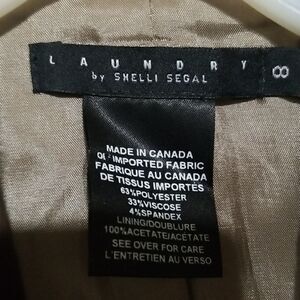 LAUNDRY
by SHELLI SEGAL
8
MADE IN CANADA
OF IMPORTED FABRIC
FABRIQUE AU CANADA
DE TISSUS IMPORTÉS
63%POLYESTER
33%VISCOSE
4%SPANDEX
LINING/DOUBLURE
100%ACETATE/ACETATE
SEE OVER FOR CARE
L'ENTRETIEN AU VERSO